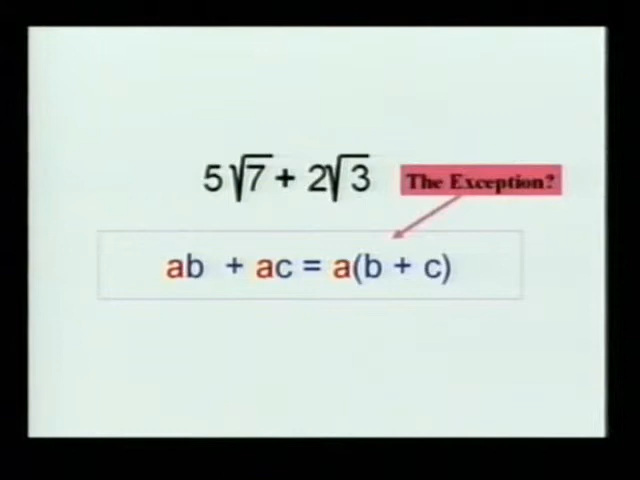 5√7 + 2√3
The Exception?
ab + ac = a(b + c)